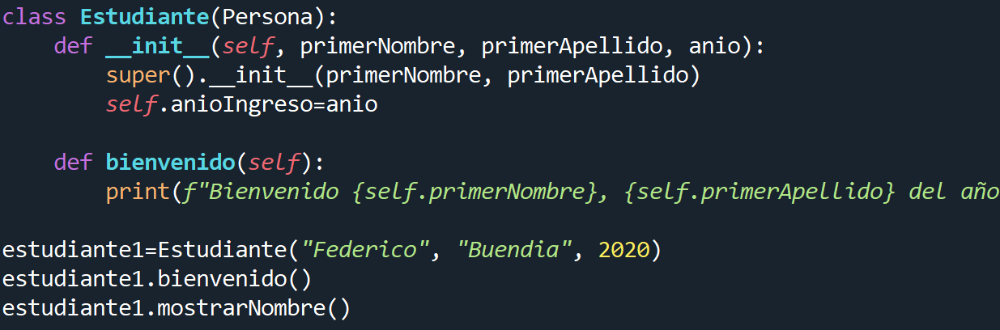 class Estudiante(Persona):
    def __init__(self, primerNombre, primerApellido, anio):
        super().__init__(primerNombre, primerApellido)
        self.anioIngreso=anio
    def bienvenido(self):
        print(f"Bienvenido {self.primerNombre}, {self.primerApellido} del año
estudiante1=Estudiante("Federico", "Buendia", 2020)
estudiante1.bienvenido()
estudiante1.mostrarNombre()